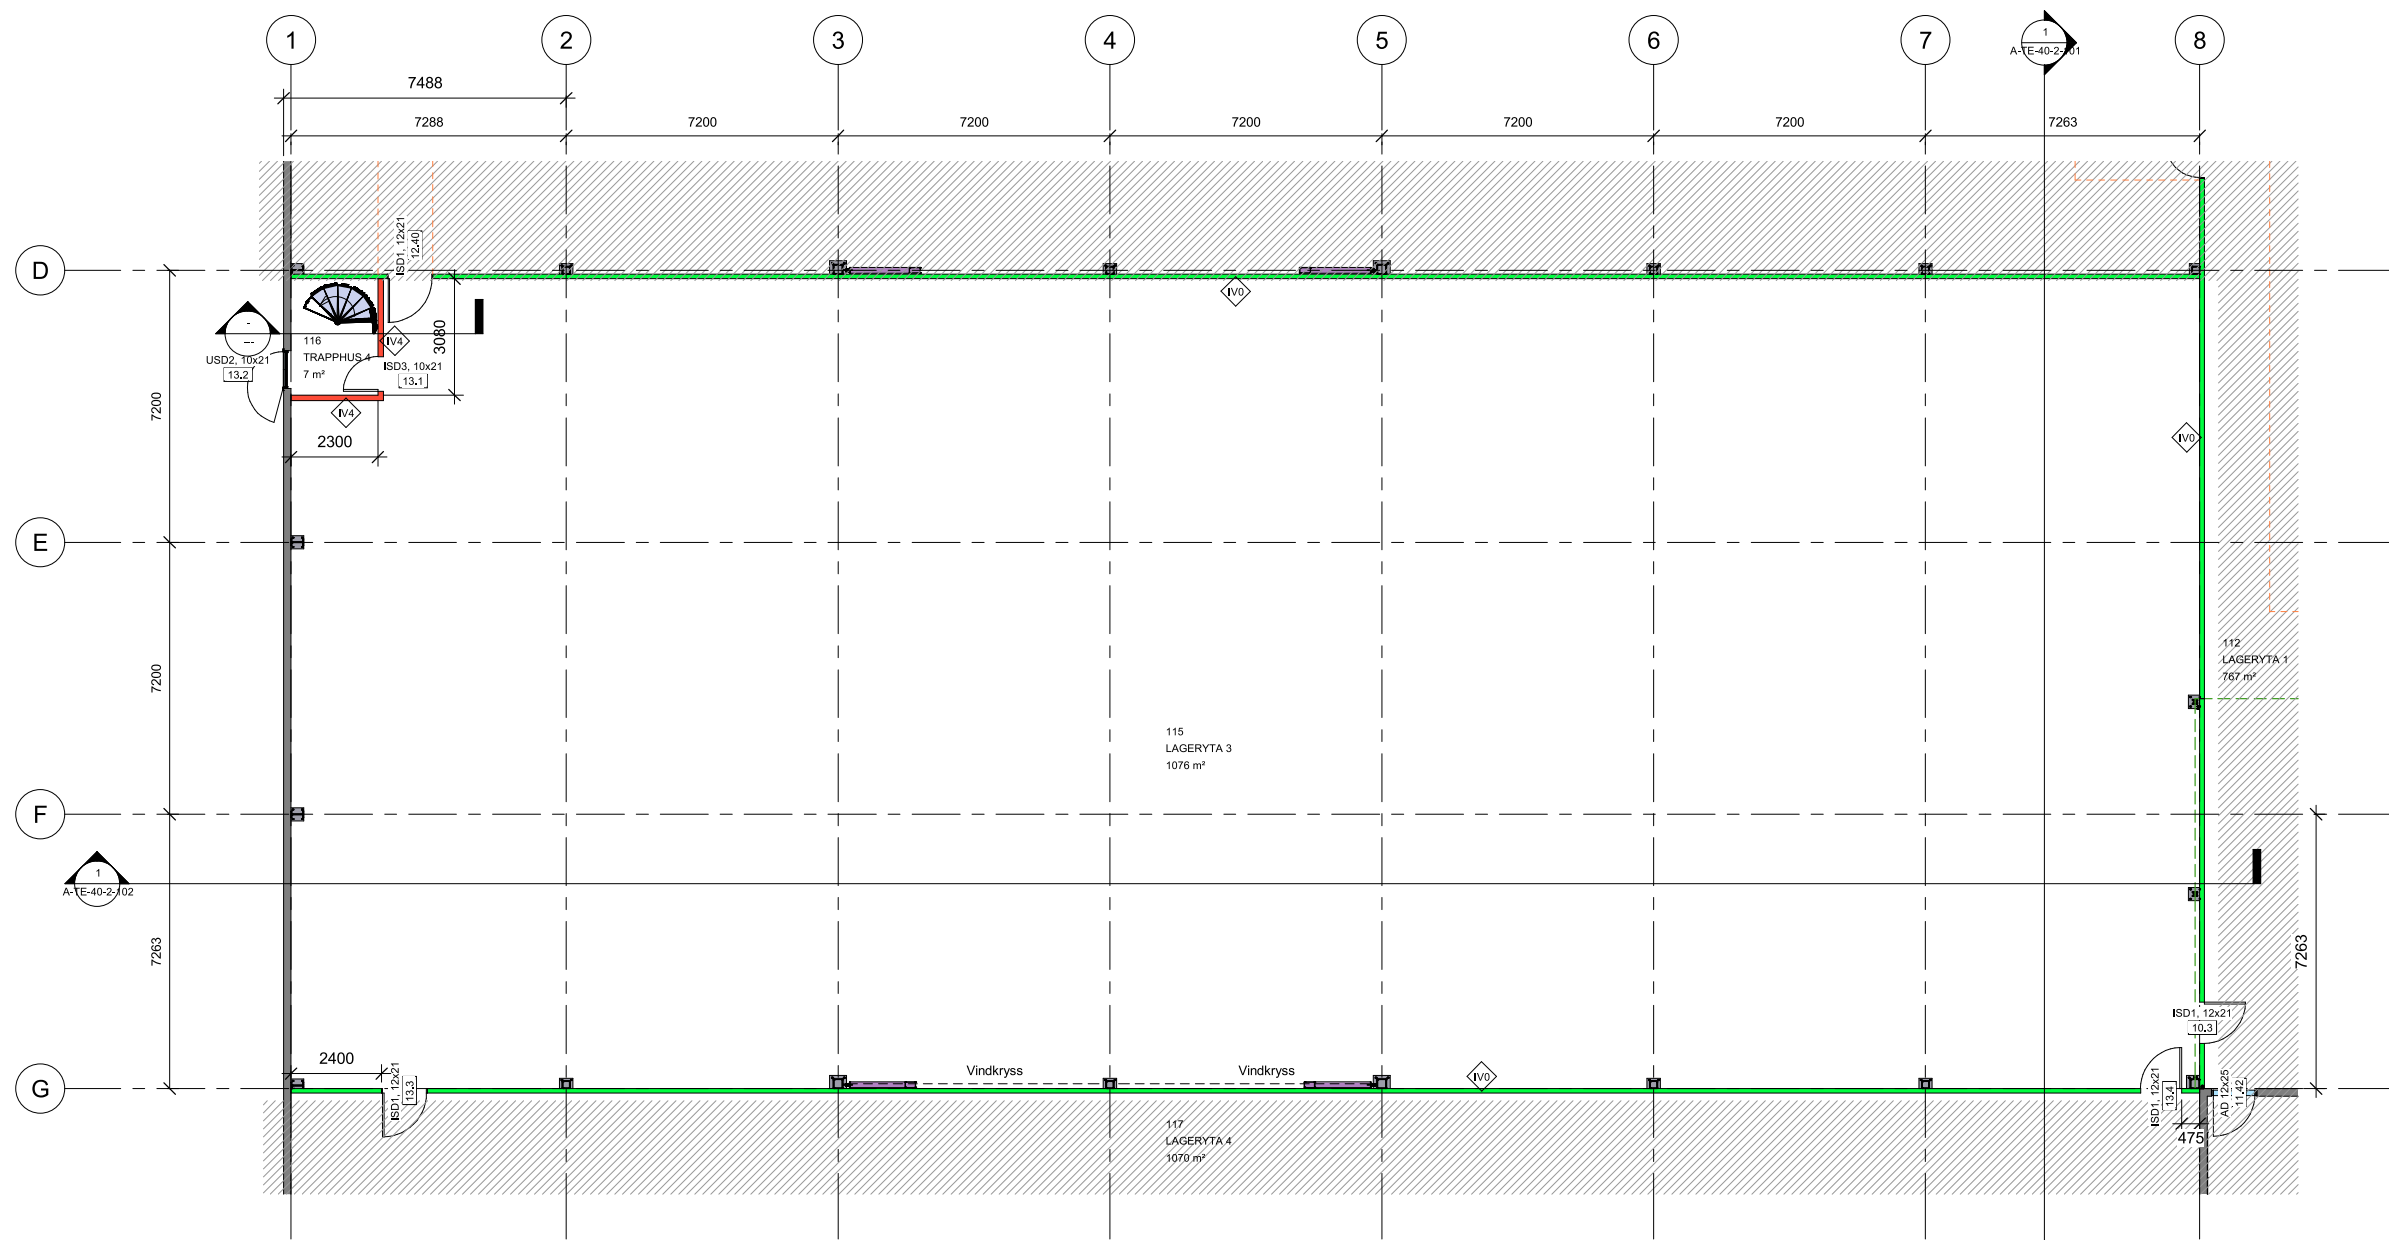 1
2
3
4
5
6
7
8
1
A-TE-40-2-101
7488
7288
7200
7200
7200
7200
7200
7263
ISD1, 12x21
12.40
D
IV0
-
---
116
TRAPPHUS 4
7 m²
IV4
3080
USD2, 10x21
13.2
ISD3, 10x21
13.1
IV4
7200
2300
IV0
E
7200
112
LAGERYTA 1
767 m²
115
LAGERYTA 3
1076 m²
F
1
A-TE-40-2-102
7263
7263
ISD1, 12x21
10.3
2400
Vindkryss
Vindkryss
IV0
G
ISD1, 12x21
13.3
ISD1, 12x21
13.4
AD 12x25
11.42
475
117
LAGERYTA 4
1070 m²